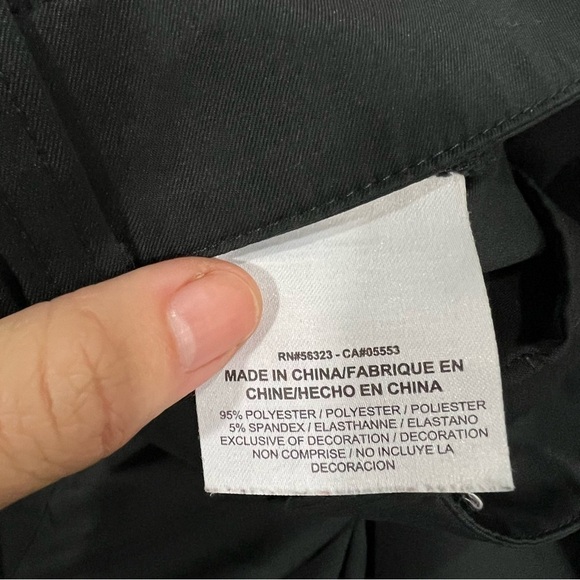 RN#56323 - CA#05553
MADE IN CHINA/FABRIQUE EN
CHINE/HECHO EN CHINA
95% POLYESTER / POLYESTER / POLIESTER
5% SPANDEX / ELASTHANNE / ELASTANO
EXCLUSIVE OF DECORATION / DECORATION
NON COMPRISE / NO INCLUYE LA
DECORACION